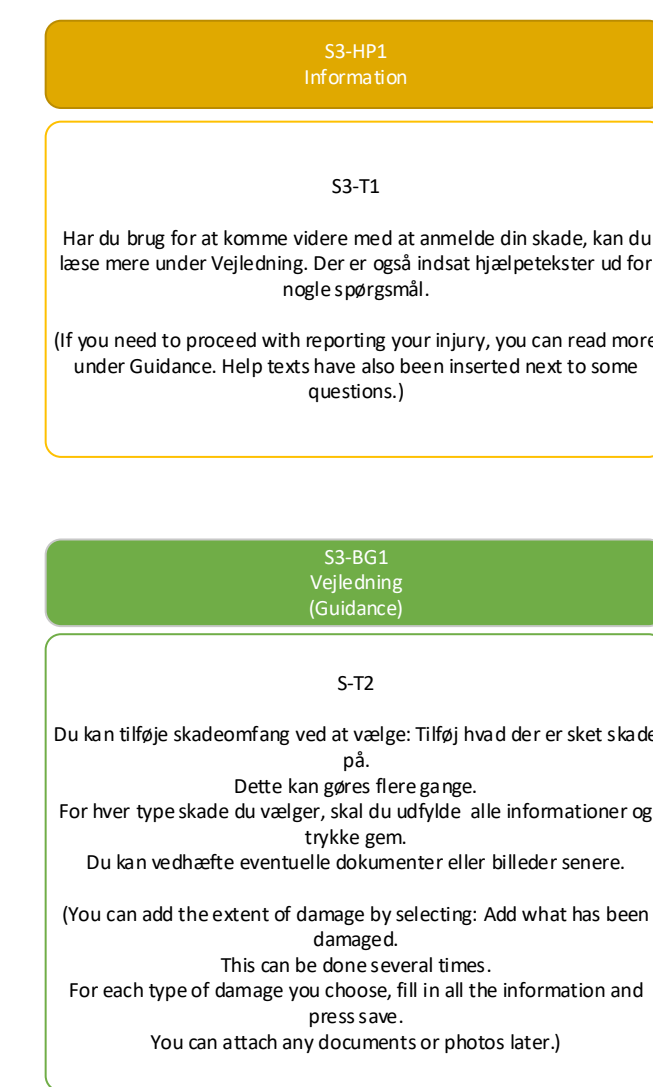 S3-HP1
Information
S3-T1
Har du brug for at komme videre med at anmelde din skade, kan du
læse mere under Vejledning. Der er også indsat hjælpetekster ud for
nogle spørgsmål.
(If you need to proceed with reporting your injury, you can read more
under Guidance. Help texts have also been inserted next to some
questions.)
S3-BG1
Vejledning
(Guidance)
S-T2
Du kan tilføje skadeomfang ved at vælge: Tilføj hvad der er sket skade
på.
Dette kan gøres flere gange.
For hver type skade du vælger, skal du udfylde alle informationer og
trykke gem.
Du kan vedhæfte eventuelle dokumenter eller billeder senere.
(You can add the extent of damage by selecting: Add what has been
damaged.
This can be done several times.
For each type of damage you choose, fill in all the information and
press save.
You can attach any documents or photos later.)